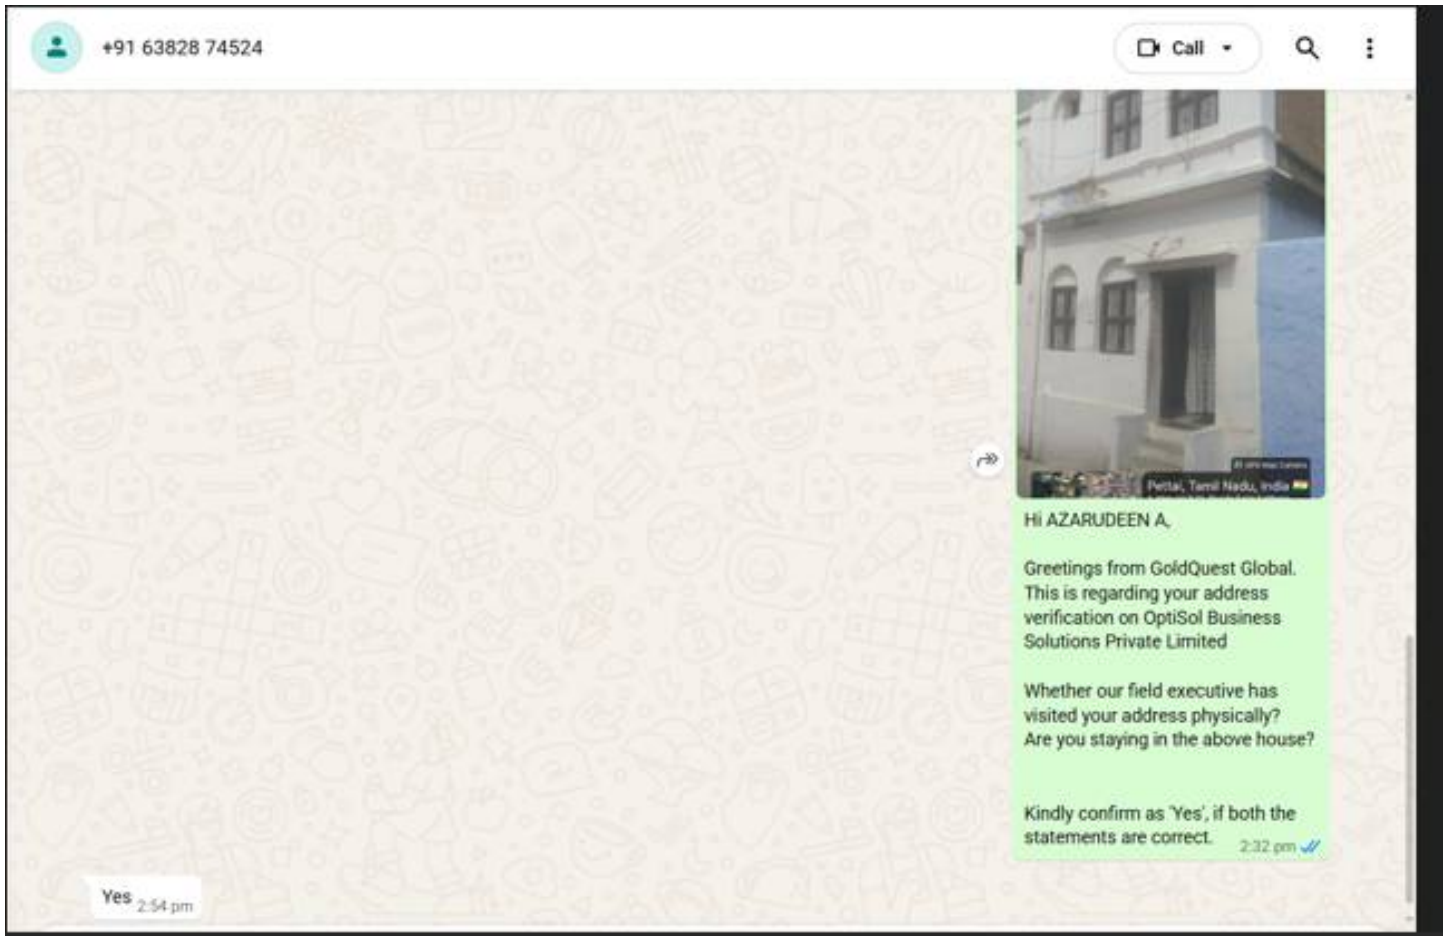 +91 63828 74524
Call
Pettai, Tamil Nadu, India
Hi AZARUDEEN A,
Greetings from GoldQuest Global.
This is regarding your address
verification on OptiSol Business
Solutions Private Limited
Whether our field executive has
visited your address physically?
Are you staying in the above house?
Kindly confirm as 'Yes', if both the
statements are correct.
2:32 pm
Yes 2:54 pm